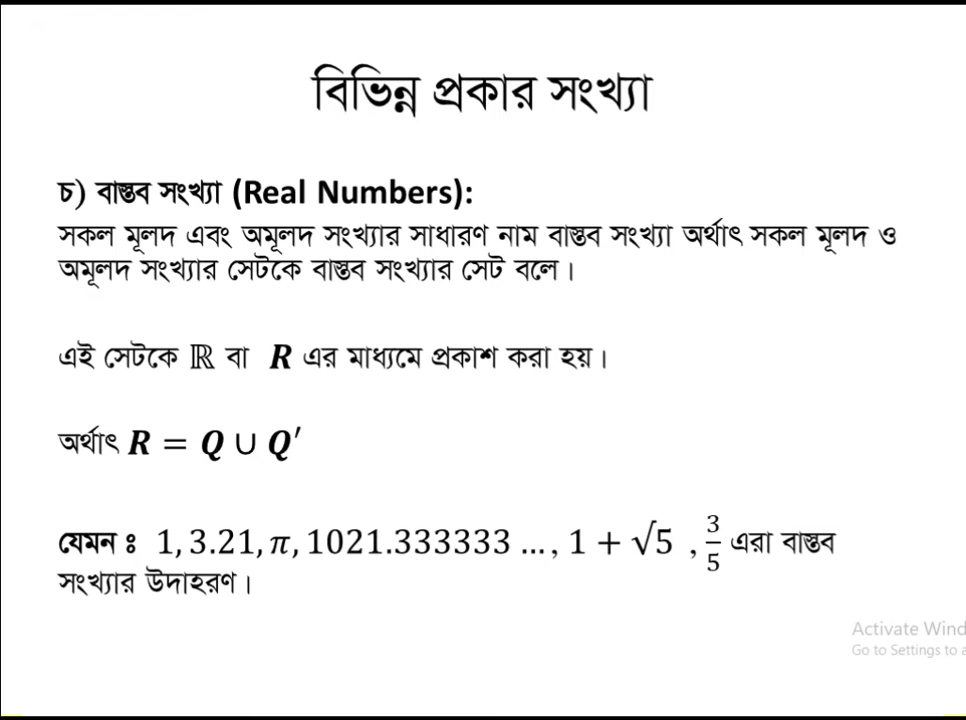 বিভিন্ন প্রকার সংখ্যা
চ) বাস্তব সংখ্যা (Real Numbers):
সকল মূলদ এবং অমূলদ সংখ্যার সাধারণ নাম বাস্তব সংখ্যা অর্থাৎ সকল মূলদ ও
অমূলদ সংখ্যার সেটকে বাস্তব সংখ্যার সেট বলে।
এই সেটকে ℝ বা R এর মাধ্যমে প্রকাশ করা হয়।
অর্থাৎ R = Q ∪ Q′
যেমন ঃ 1, 3.21, π, 1021.333333 ..., 1 + √5 , 3/5 এরা বাস্তব
সংখ্যার উদাহরণ।
Activate Wind
Go to Settings to a